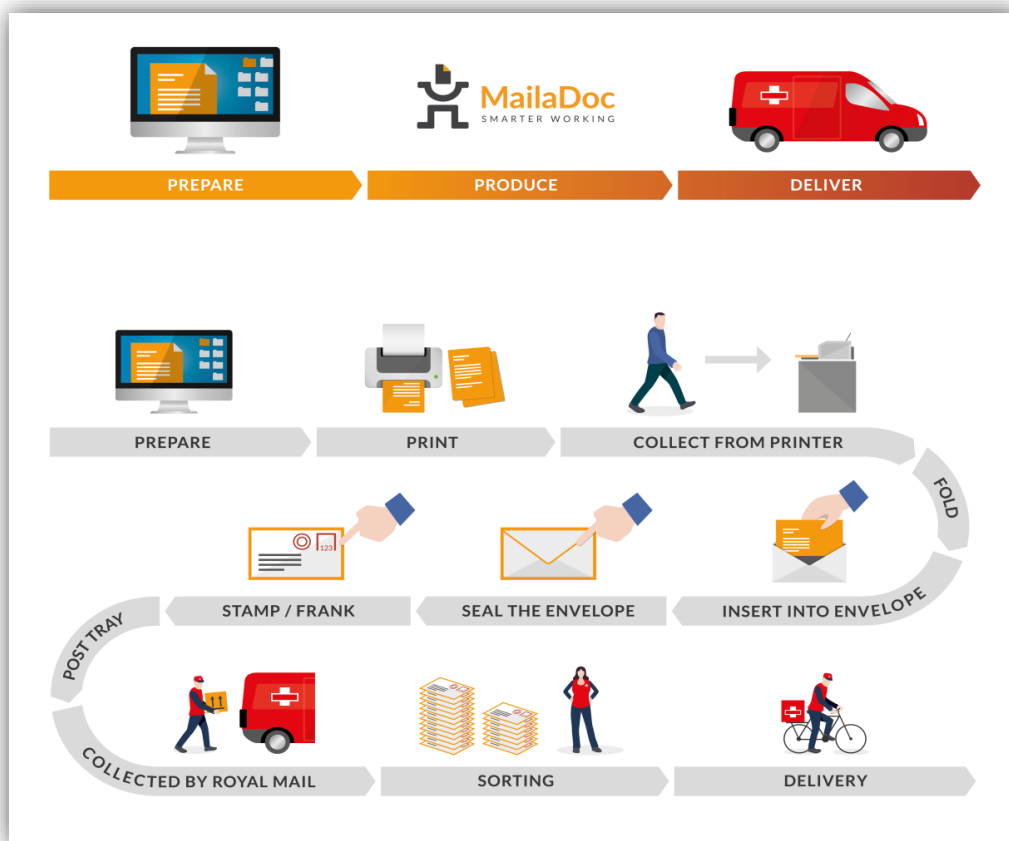 MailaDoc
SMARTER WORKING
PREPARE
PRODUCE
DELIVER
PREPARE
PRINT
COLLECT FROM PRINTER
FOLD
INSERT INTO ENVELOPE
SEAL THE ENVELOPE
123
STAMP / FRANK
POST TRAY
COLLECTED BY ROYAL MAIL
SORTING
DELIVERY